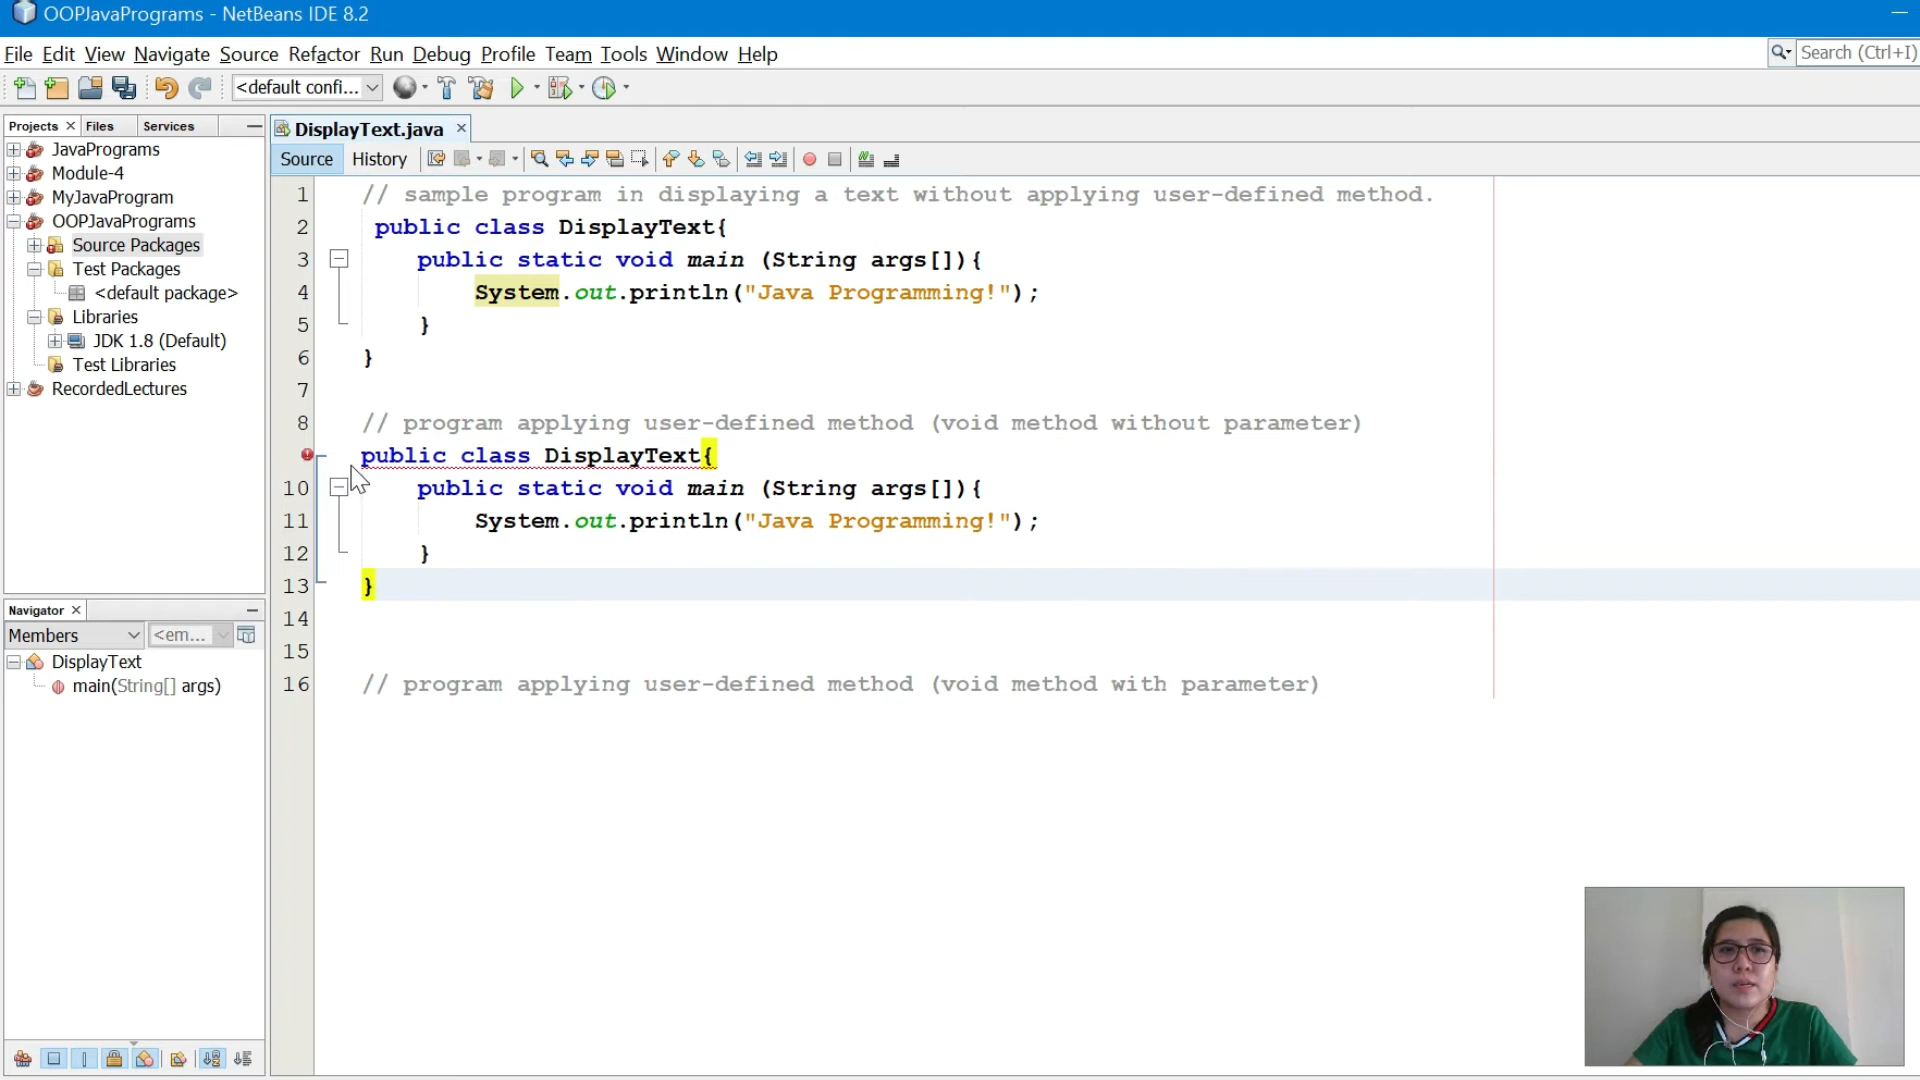 OOPJavaPrograms - NetBeans IDE 8.2
File Edit View Navigate Source Refactor Run Debug Profile Team Tools Window Help
Search (Ctrl+I)
<default confi...
Projects Files Services
JavaPrograms
Module-4
MyJavaProgram
OOPJavaPrograms
Source Packages
Test Packages
<default package>
Libraries
JDK 1.8 (Default)
Test Libraries
RecordedLectures
Navigator
Members <em...
DisplayText
main(String[] args)
DisplayText.java
Source History
1 // sample program in displaying a text without applying user-defined method.
2 public class DisplayText{
3 public static void main (String args[]){
4 System.out.println("Java Programming!");
5 }
6 }
7
8 // program applying user-defined method (void method without parameter)
public class DisplayText{
10 public static void main (String args[]){
11 System.out.println("Java Programming!");
12 }
13 }
14
15
16 // program applying user-defined method (void method with parameter)